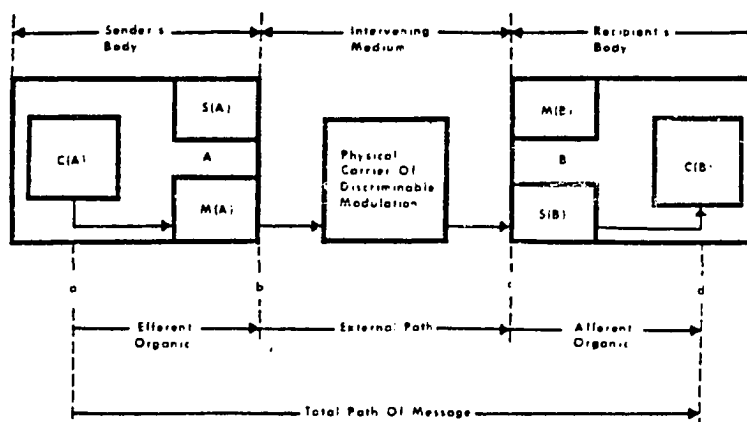 Sender's
Body
Intervening
Medium
Recipient's
Body
S(A)
C(A)
A
M(A)
Physical
Carrier Of
Discriminable
Modulation
M(B)
B
C(B)
S(B)
a
b
c
d
Efferent
Organic
External Path
Afferent
Organic
Total Path Of Message